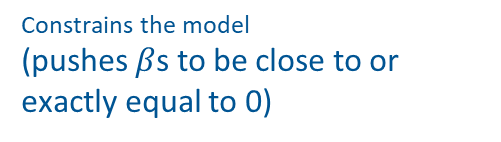 Constrains the model
(pushes βs to be close to or
exactly equal to 0)